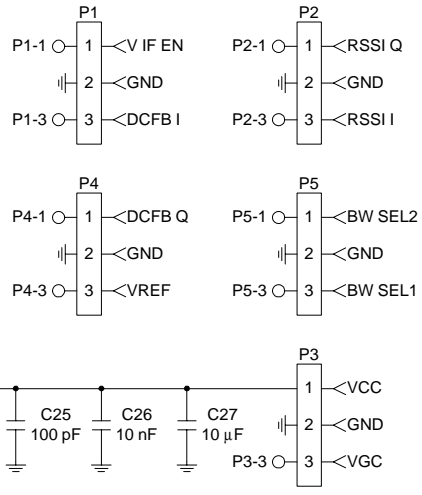 P1 P2
P1-1 1 V IF EN P2-1 1 RSSI Q
2 GND 2 GND
P1-3 3 DCFB I P2-3 3 RSSI I
P4 P5
P4-1 1 DCFB Q P5-1 1 BW SEL2
2 GND 2 GND
P4-3 3 VREF P5-3 3 BW SEL1
P3
1 VCC
C25 C26 C27
100 pF 10 nF 10 μF
2 GND
P3-3 3 VGC